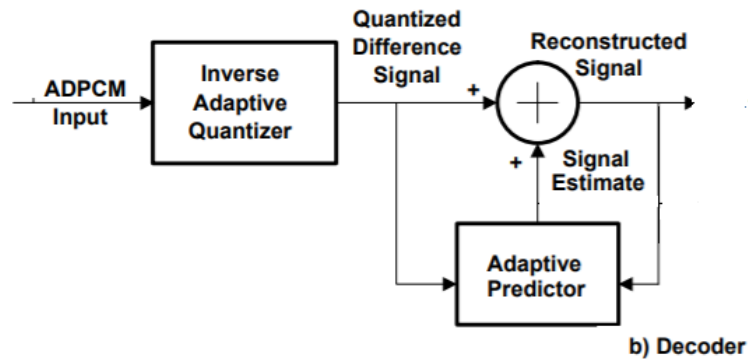 ADPCM
Input
Inverse
Adaptive
Quantizer
Quantized
Difference
Signal
+
Reconstructed
Signal
+
Signal
Estimate
Adaptive
Predictor
b) Decoder